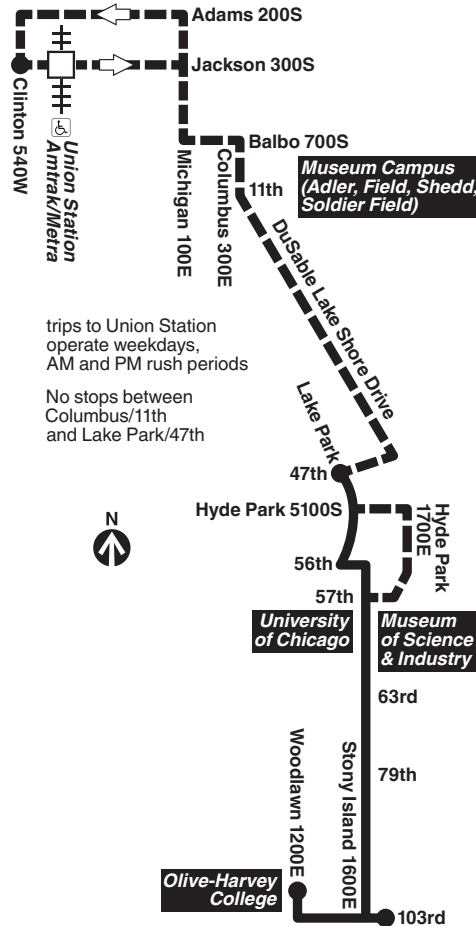 Adams 200S
Jackson 300S
Clinton 540W
Union Station
Amtrak/Metra
Michigan 100E
Columbus 300E
Balbo 700S
11th
Museum Campus
(Adler, Field, Shedd,
Soldier Field)
DuSable Lake Shore Drive
trips to Union Station
operate weekdays,
AM and PM rush periods
No stops between
Columbus/11th
and Lake Park/47th
Lake Park
47th
Hyde Park 5100S
Hyde Park
1700E
N
56th
57th
University
of Chicago
Museum
of Science
& Industry
63rd
79th
Woodlawn 1200E
Stony Island 1600E
Olive-Harvey
College
103rd